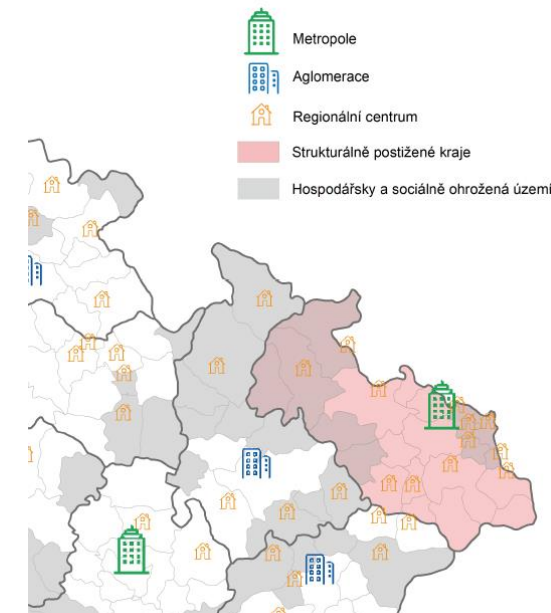 Metropole
Aglomerace
Regionální centrum
Strukturálně postižené kraje
Hospodářsky a sociálně ohrožená území